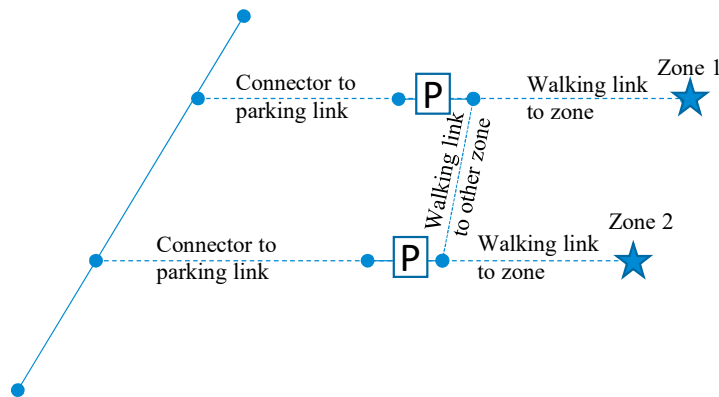 Zone 1
Connector to
parking link
P
Walking link
to zone
Walking link
to other zone
Zone 2
Connector to
parking link
P
Walking link
to zone